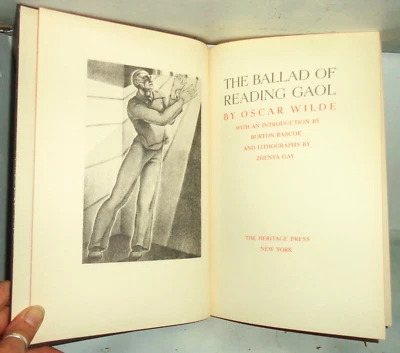 THE BALLAD OF
READING GAOL
BY OSCAR WILDE
WITH AN INTRODUCTION BY
BURTON RASCOE
AND LITHOGRAPHS BY
ZHENYA GAY
THE HERITAGE PRESS
NEW YORK